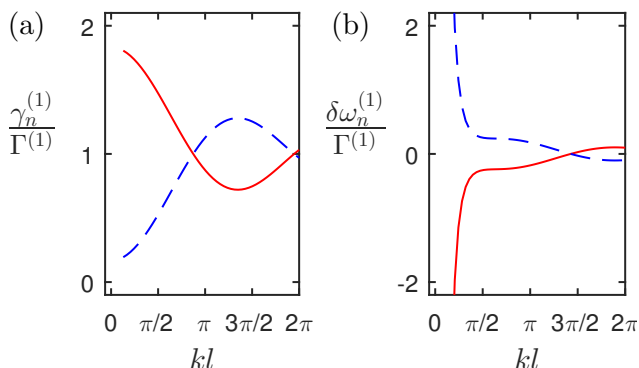 (a)
2
1
0
γ_n^{(1)} / Γ^{(1)}
0 π/2 π 3π/2 2π
kl
(b)
2
0
-2
δω_n^{(1)} / Γ^{(1)}
0 π/2 π 3π/2 2π
kl